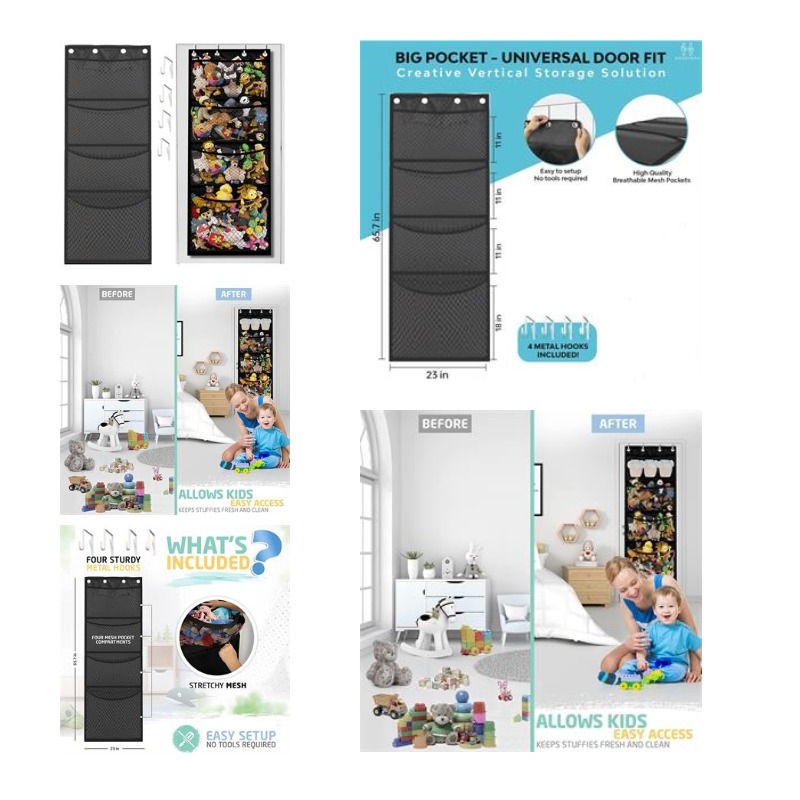 BIG POCKET - UNIVERSAL DOOR FIT
Creative Vertical Storage Solution
65.7 in
11 in
11 in
11 in
18 in
23 in
Easy to setup
No tools required
High Quality
Breathable Mesh Pockets
4 METAL HOOKS
INCLUDED!
BEFORE
AFTER
ALLOWS KIDS
EASY ACCESS
KEEPS STUFFIES FRESH AND CLEAN
FOUR STURDY
METAL HOOKS
WHAT'S
INCLUDED?
FOUR MESH POCKET
COMPARTMENTS
65.7 in
23 in
STRETCHY MESH
EASY SETUP
NO TOOLS REQUIRED
BEFORE
AFTER
ALLOWS KIDS
EASY ACCESS
KEEPS STUFFIES FRESH AND CLEAN